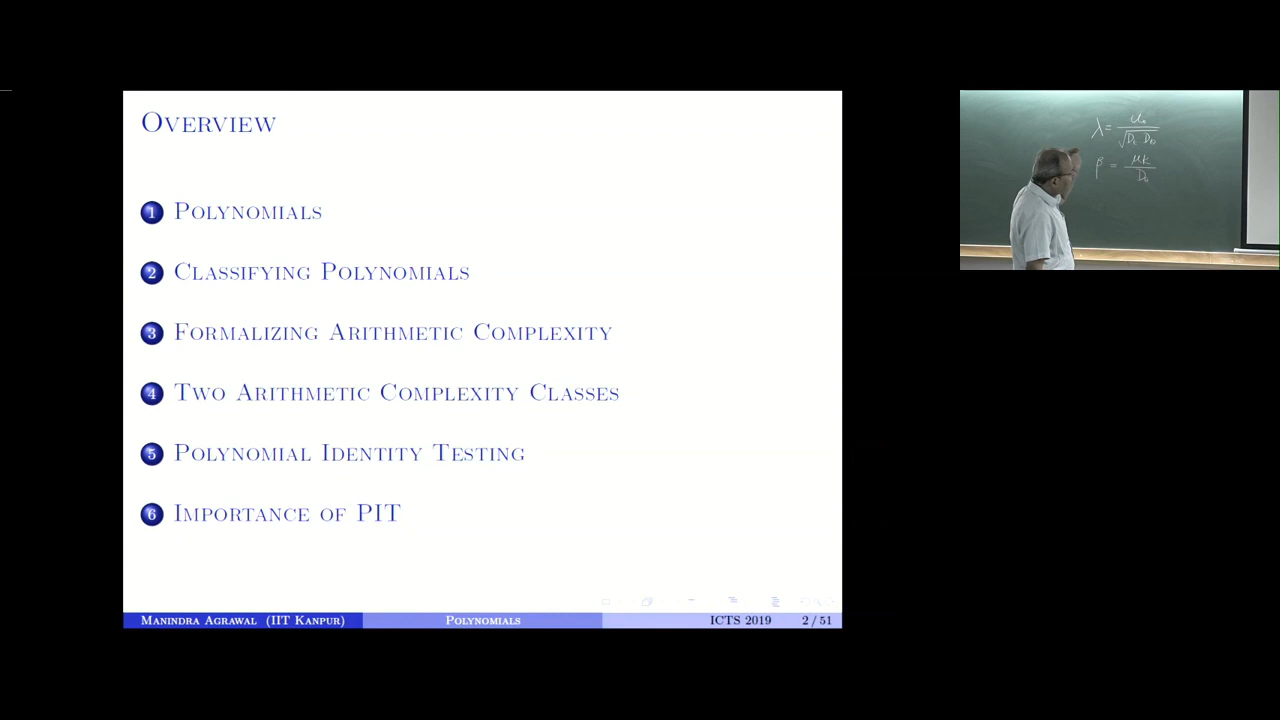 OVERVIEW
1 POLYNOMIALS
2 CLASSIFYING POLYNOMIALS
3 FORMALIZING ARITHMETIC COMPLEXITY
4 TWO ARITHMETIC COMPLEXITY CLASSES
5 POLYNOMIAL IDENTITY TESTING
6 IMPORTANCE OF PIT
MANINDRA AGRAWAL (IIT KANPUR) POLYNOMIALS ICTS 2019 2 / 51
λ =
β = μK